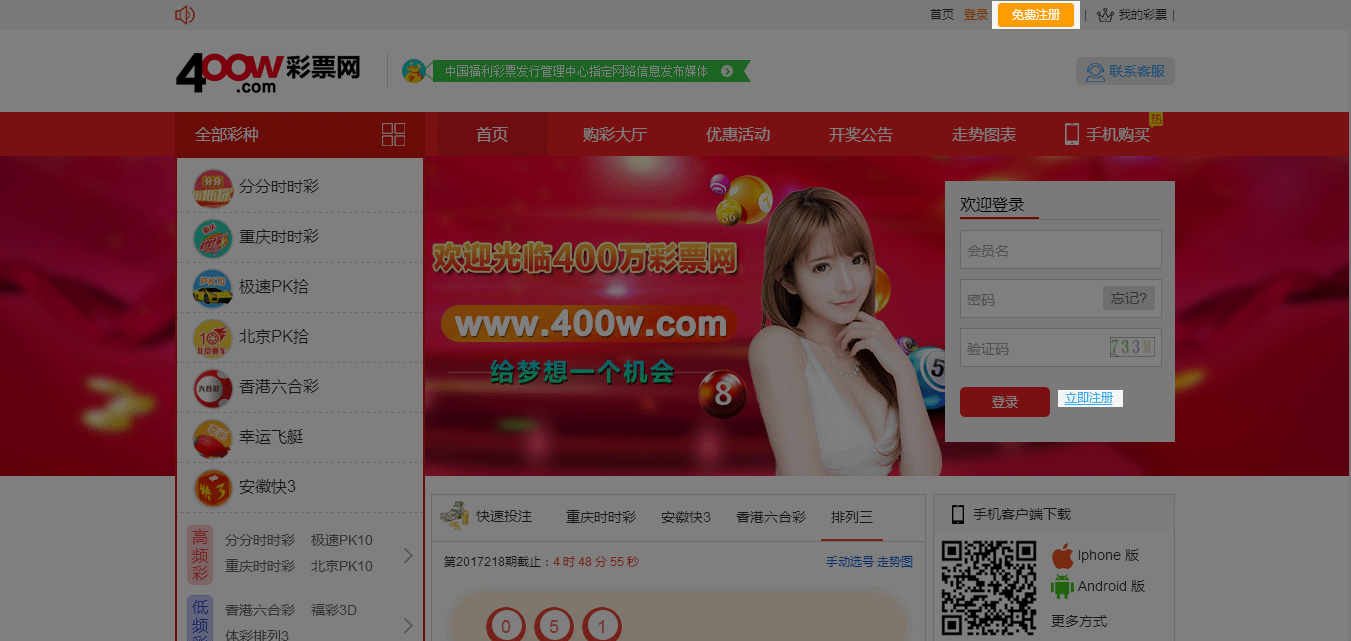 首页 登录 免费注册 | 我的彩票 |
400W彩票网
.com
中国福利彩票发行管理中心指定网络信息发布媒体
联系客服
全部彩种 首页 购彩大厅 优惠活动 开奖公告 走势图表 手机购买 热
分分时时彩
重庆时时彩
极速PK拾
北京PK拾
香港六合彩
幸运飞艇
安徽快3
高频彩
分分时时彩 极速PK10
重庆时时彩 北京PK10
低频彩
香港六合彩 福彩3D
体彩排列3
欢迎光临400万彩票网
www.400w.com
给梦想一个机会
8
5
欢迎登录
会员名
密码 忘记?
验证码 733M
登录 立即注册
快速投注 重庆时时彩 安徽快3 香港六合彩 排列三
第2017218期截止：4 时 48 分 55 秒 手动选号 走势图
0 5 1
手机客户端下载
Iphone 版
Android 版
更多方式